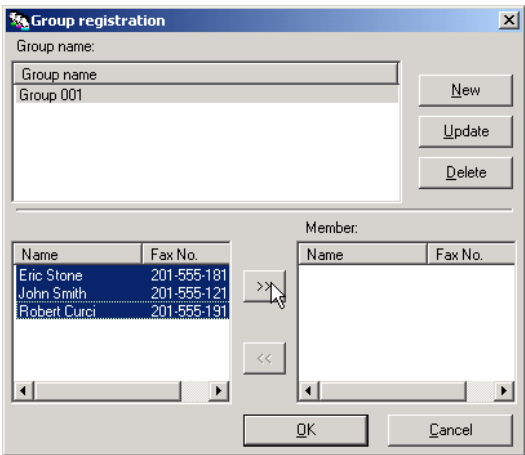 Group registration
Group name:
Group name
Group 001
New
Update
Delete
Member:
Name Fax No. Name Fax No.
Eric Stone 201-555-181
John Smith 201-555-121
Robert Curci 201-555-191
>>
<<
OK Cancel